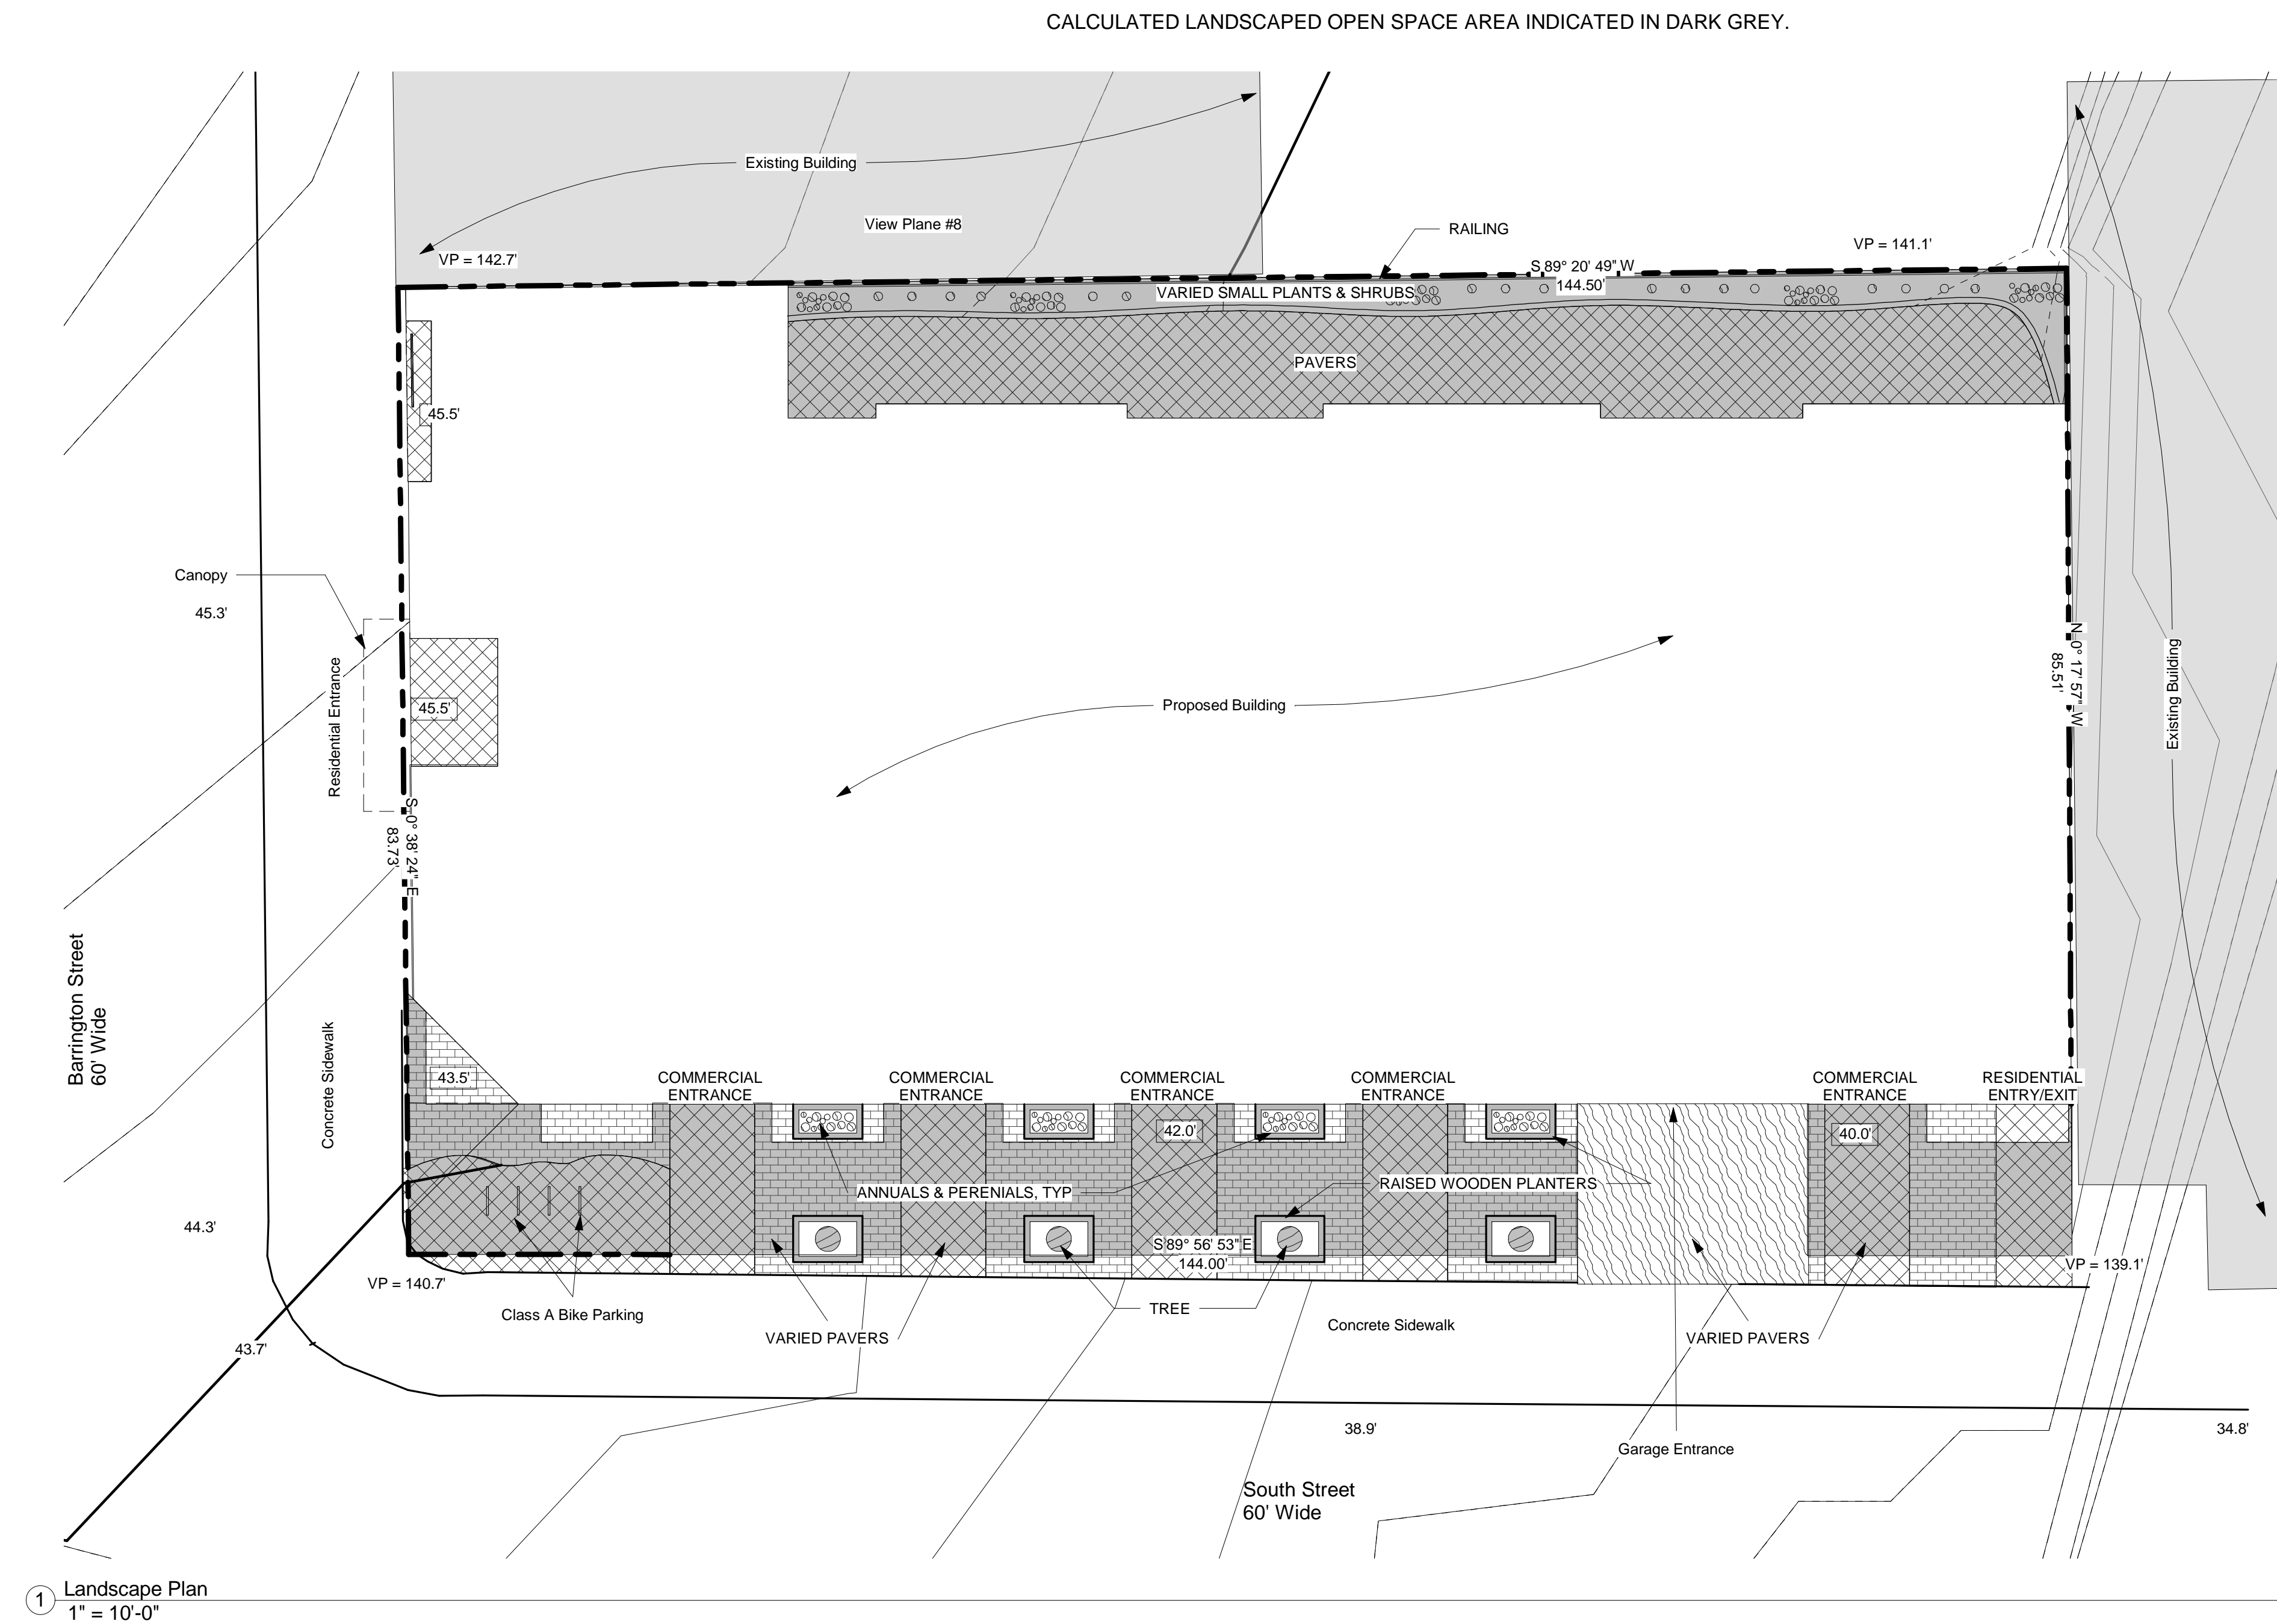 CALCULATED LANDSCAPED OPEN SPACE AREA INDICATED IN DARK GREY.
Existing Building
View Plane #8
RAILING
VP = 142.7'
VP = 141.1'
S 89° 20' 49" W
144.50'
VARIED SMALL PLANTS & SHRUBS
PAVERS
45.5'
Canopy
45.3'
Residential Entrance
45.5'
Proposed Building
N 0° 17' 57" W
85.51'
Existing Building
S 0° 38' 24" E
83.73'
Barrington Street
60' Wide
Concrete Sidewalk
43.5'
COMMERCIAL
ENTRANCE
COMMERCIAL
ENTRANCE
COMMERCIAL
ENTRANCE
COMMERCIAL
ENTRANCE
COMMERCIAL
ENTRANCE
RESIDENTIAL
ENTRY/EXIT
42.0'
40.0'
ANNUALS & PERENIALS, TYP
RAISED WOODEN PLANTERS
44.3'
S 89° 56' 53" E
144.00'
VP = 140.7'
VP = 139.1'
Class A Bike Parking
TREE
VARIED PAVERS
Concrete Sidewalk
VARIED PAVERS
43.7'
38.9'
34.8'
Garage Entrance
South Street
60' Wide
1
Landscape Plan
1" = 10'-0"